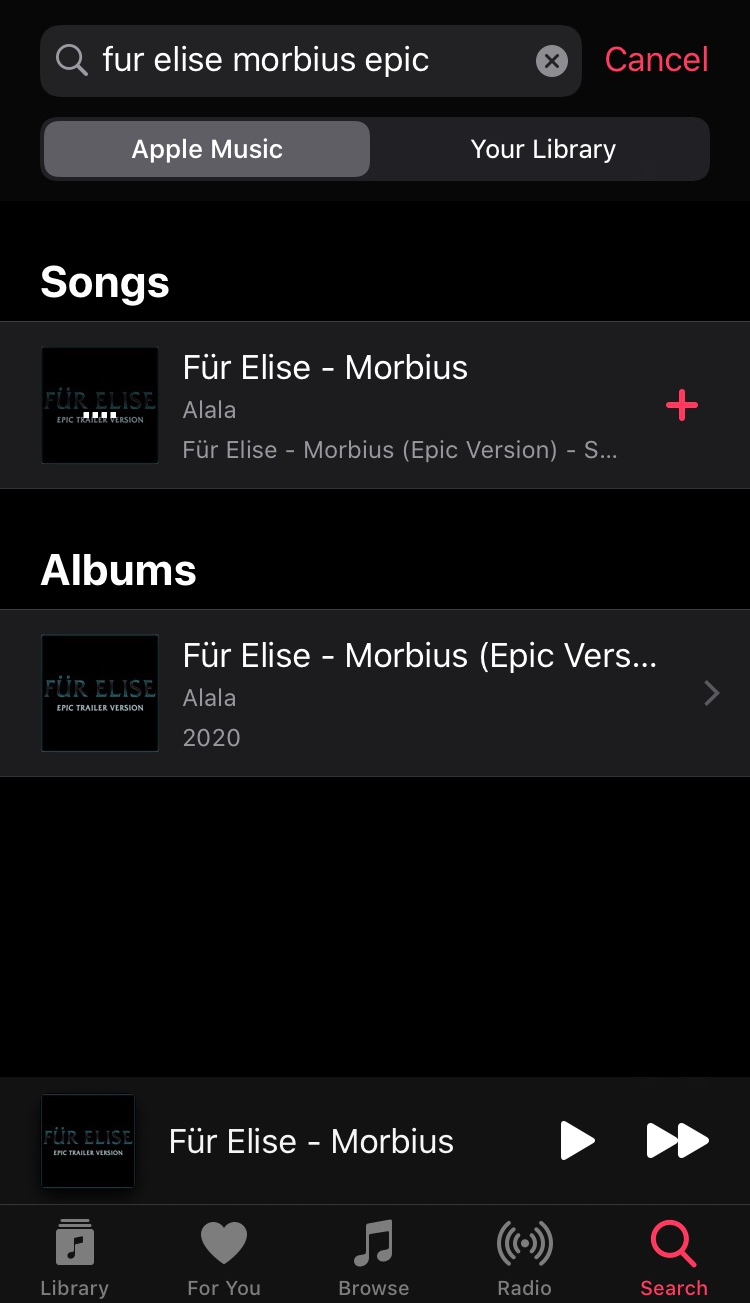 fur elise morbius epic
Cancel
Apple Music
Your Library
Songs
FÜR ELISE
EPIC TRAILER VERSION
Für Elise - Morbius
Alala
Für Elise - Morbius (Epic Version) - S...
Albums
FÜR ELISE
EPIC TRAILER VERSION
Für Elise - Morbius (Epic Vers...
Alala
2020
FÜR ELISE
EPIC TRAILER VERSION
Für Elise - Morbius
Library
For You
Browse
Radio
Search